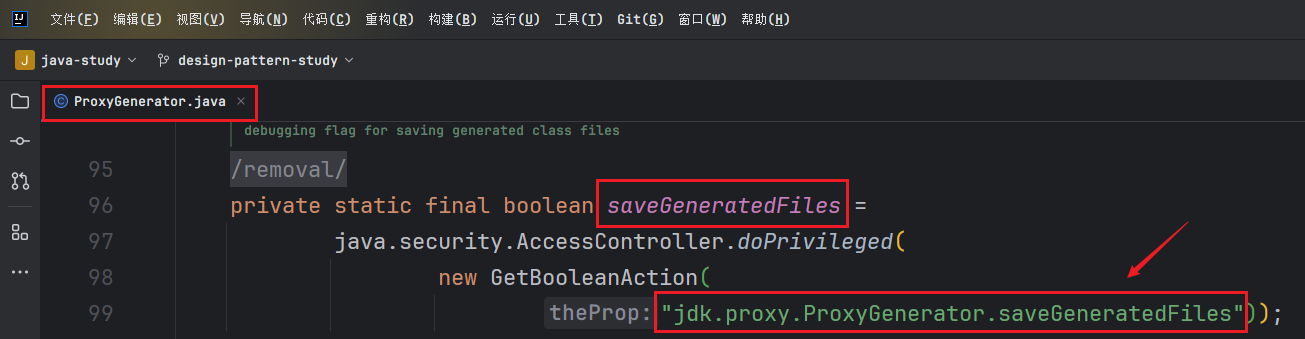 文件(F) 编辑(E) 视图(V) 导航(N) 代码(C) 重构(R) 构建(B) 运行(U) 工具(T) Git(G) 窗口(W) 帮助(H)
J java-study design-pattern-study
C ProxyGenerator.java ×
debugging flag for saving generated class files
95 /removal/
96 private static final boolean saveGeneratedFiles =
97 java.security.AccessController.doPrivileged(
98 new GetBooleanAction(
99 theProp: "jdk.proxy.ProxyGenerator.saveGeneratedFiles"));